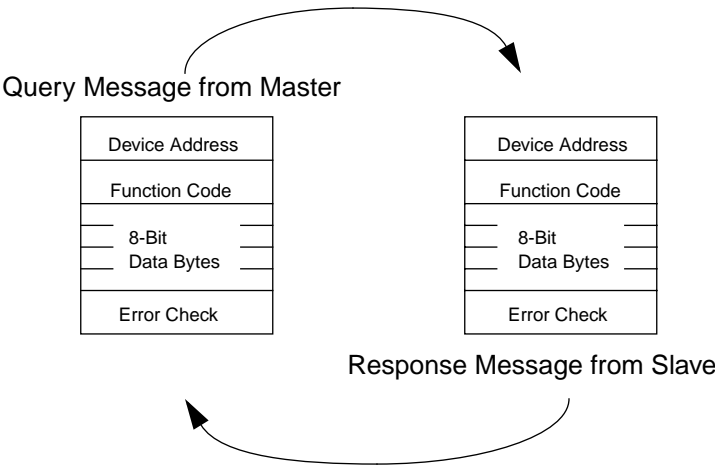 Query Message from Master
Device Address
Function Code
8-Bit
Data Bytes
Error Check
Device Address
Function Code
8-Bit
Data Bytes
Error Check
Response Message from Slave